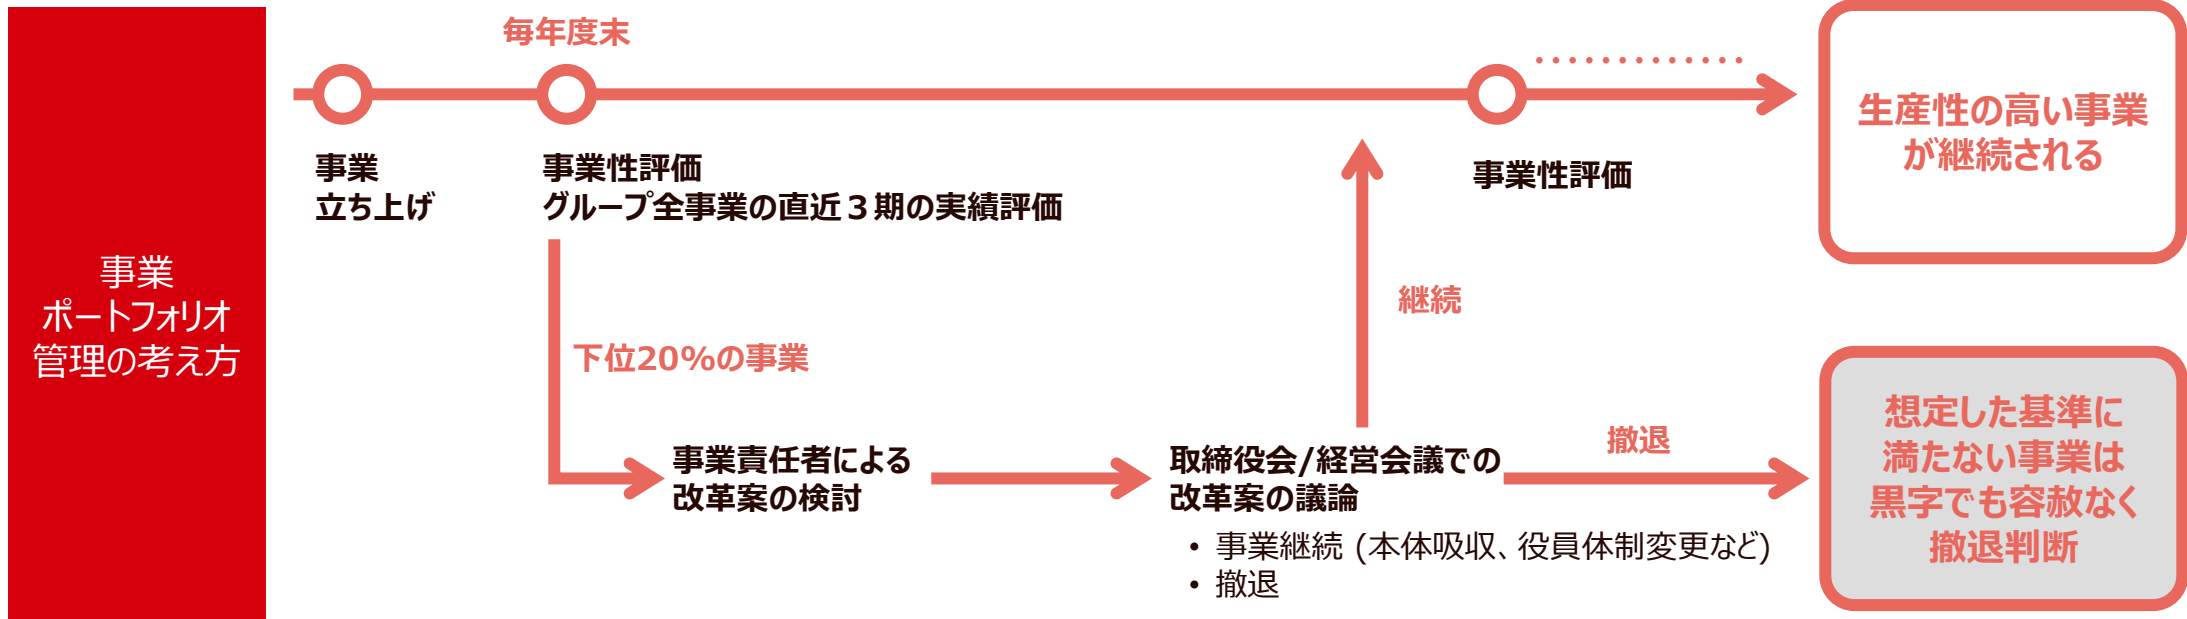 事業
ポートフォリオ
管理の考え方
毎年度末
事業
立ち上げ
事業性評価
グループ全事業の直近３期の実績評価
事業性評価
生産性の高い事業
が継続される
下位20%の事業
継続
事業責任者による
改革案の検討
取締役会/経営会議での
改革案の議論
• 事業継続 (本体吸収、役員体制変更など)
• 撤退
撤退
想定した基準に
満たない事業は
黒字でも容赦なく
撤退判断